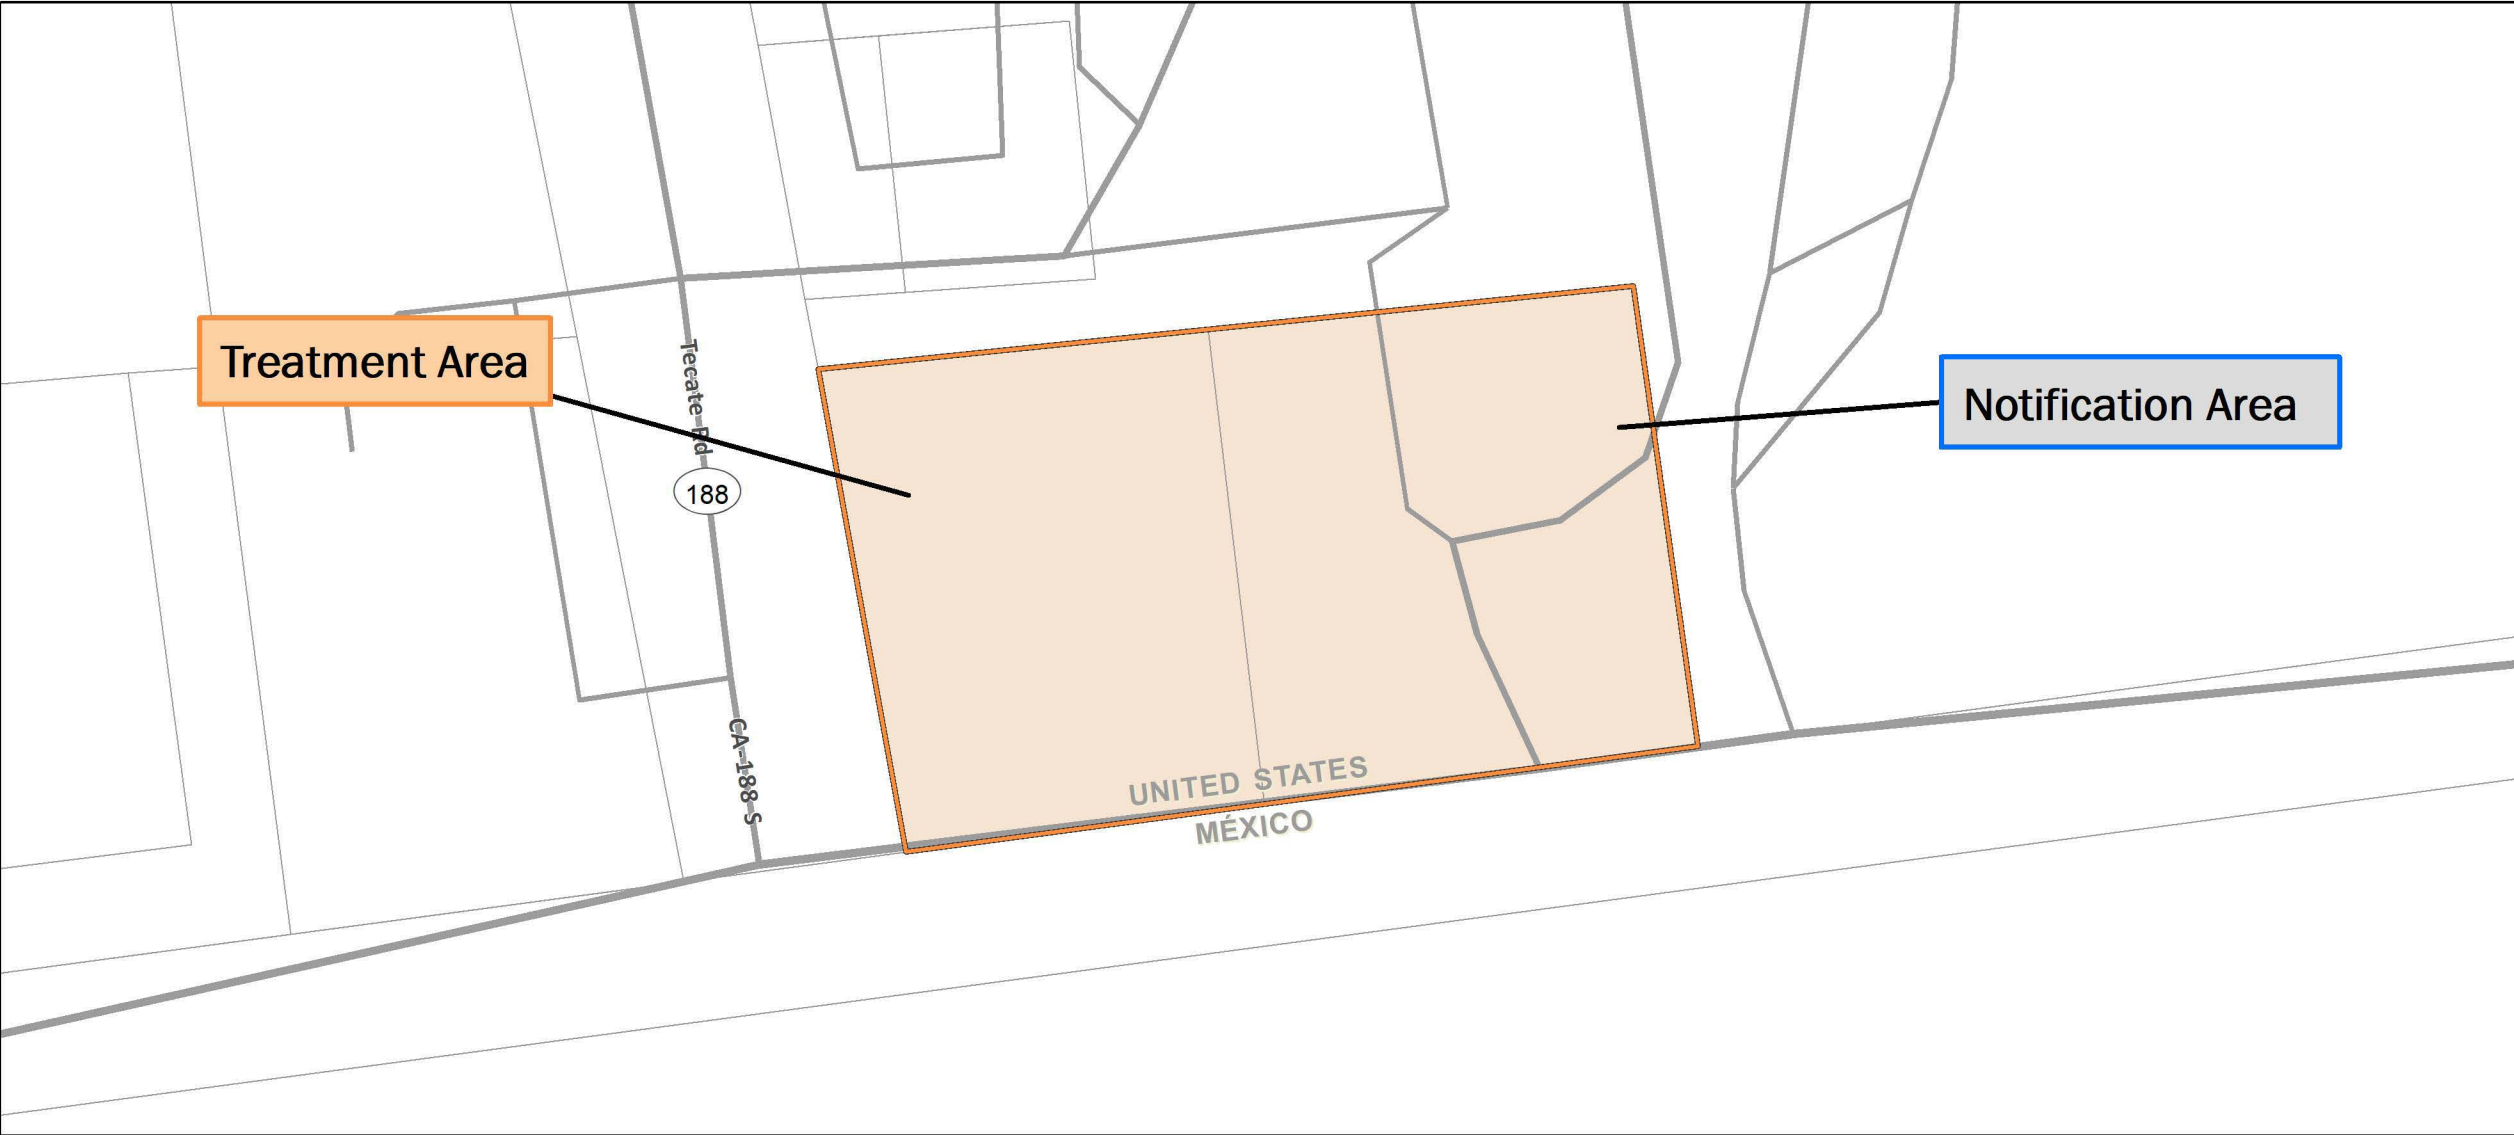 Treatment Area
Tecate Rd
188
Notification Area
CA-188 S
UNITED STATES
MÉXICO